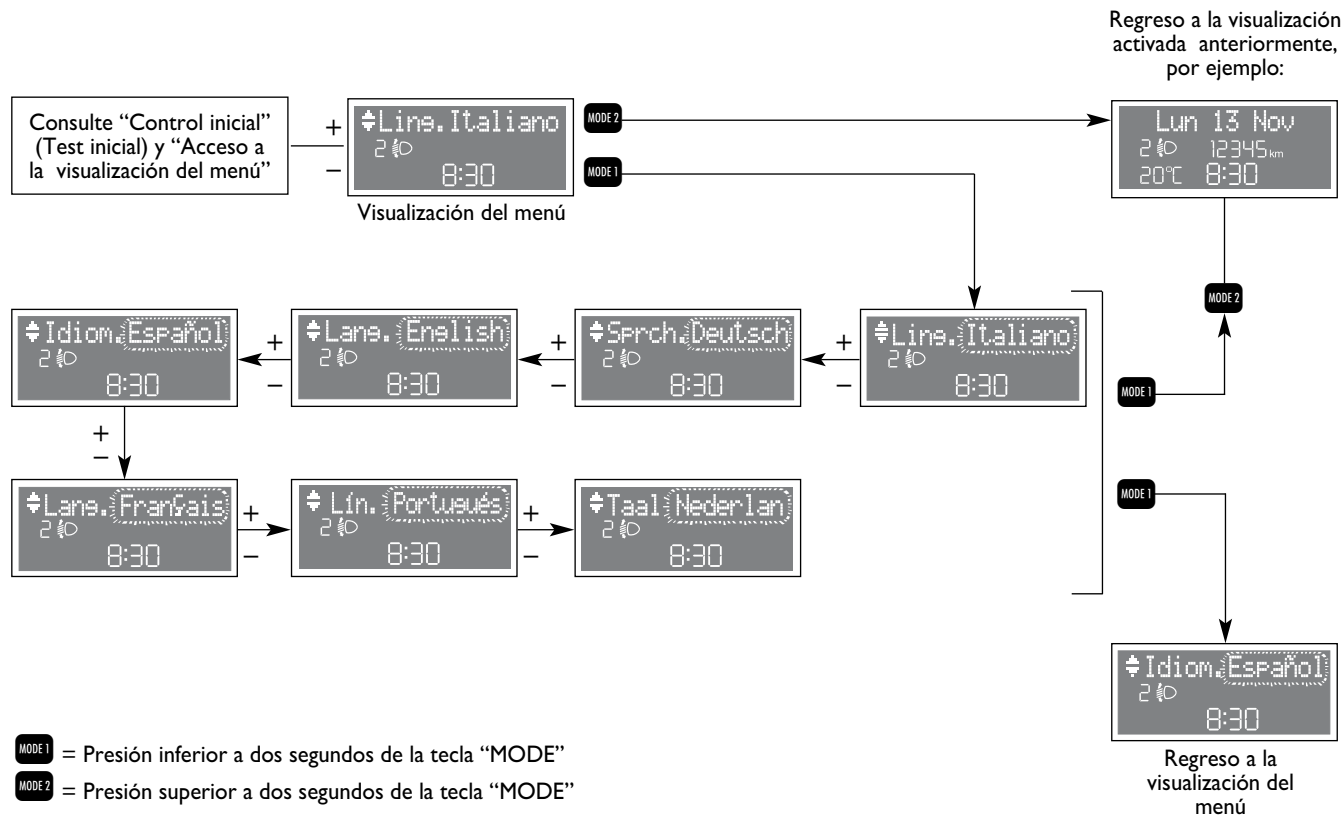 Regreso a la visualización
activada anteriormente,
por ejemplo:
Consulte “Control inicial”
(Test inicial) y “Acceso a
la visualización del menú”
+
−
Ling.Italiano
2
8:30
Visualización del menú
MODE 2
MODE 1
Lun 13 Nov
2 12345 km
20°C 8:30
MODE 2
Idiom.Español
2
8:30
+
−
Lang.English
2
8:30
+
−
Sprch.Deutsch
2
8:30
+
−
Ling.Italiano
2
8:30
MODE 1
+
−
Lang.Français
2
8:30
+
−
Lín. Portugués
2
8:30
+
−
Taal Nederlan
2
8:30
MODE 1
Idiom.Español
2
8:30
Regreso a la
visualización del
menú
MODE 1 = Presión inferior a dos segundos de la tecla “MODE”
MODE 2 = Presión superior a dos segundos de la tecla “MODE”